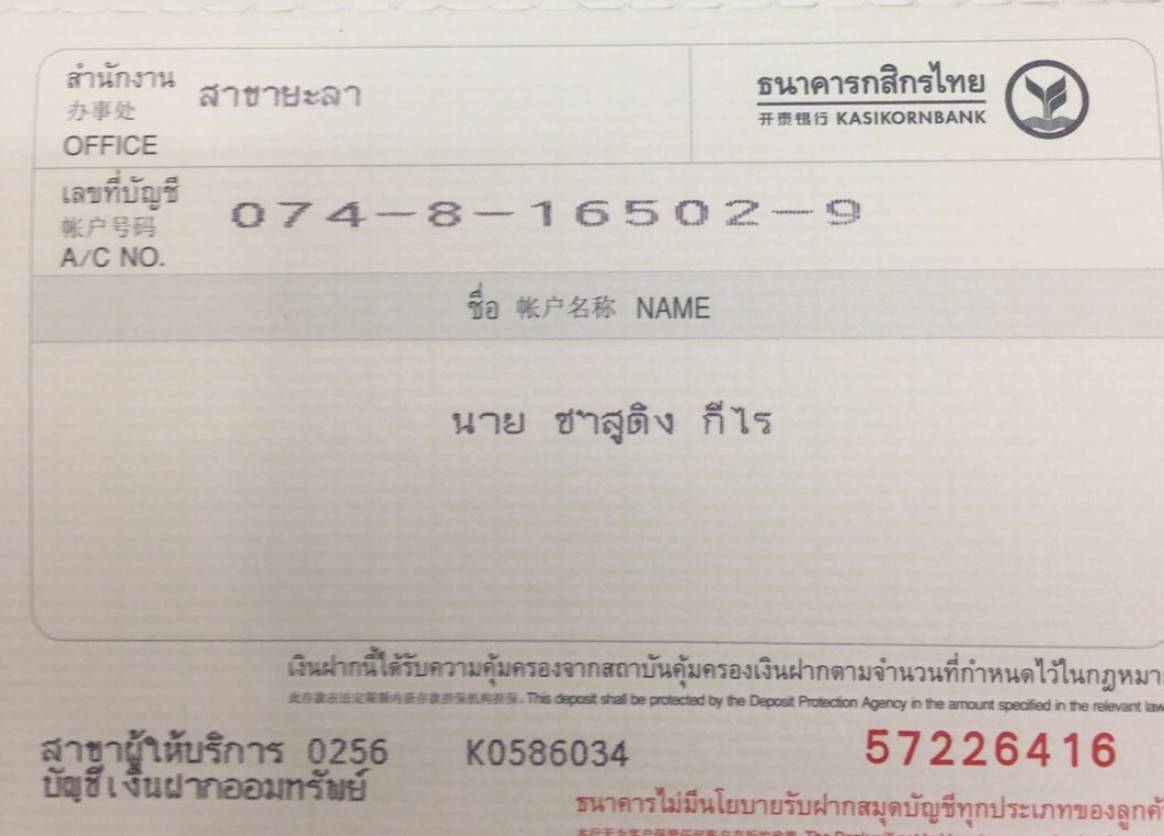 สำนักงาน สาขายะลา
办事处
OFFICE
ธนาคารกสิกรไทย
开泰银行 KASIKORNBANK
เลขที่บัญชี
帐户号码
A/C NO.
074-8-16502-9
ชื่อ 帐户名称 NAME
นาย ซาสูดิง กีไร
เงินฝากนี้ได้รับความคุ้มครองจากสถาบันคุ้มครองเงินฝากตามจำนวนที่กำหนดไว้ในกฎหมา
This deposit shall be protected by the Deposit Protection Agency in the amount specified in the relevant law
สาขาผู้ให้บริการ 0256 K0586034 57226416
บัญชีเงินฝากออมทรัพย์
ธนาคารไม่มีนโยบายรับฝากสมุดบัญชีทุกประเภทของลูกค้